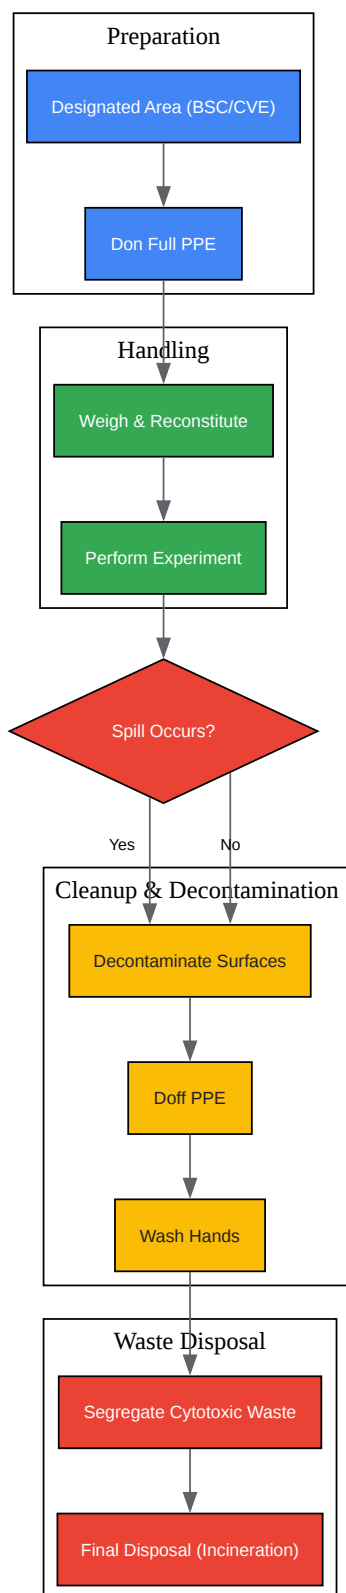 Preparation
Designated Area (BSC/CVE)
Don Full PPE
Handling
Weigh & Reconstitute
Perform Experiment
Spill Occurs?
Yes
No
Cleanup & Decontamination
Decontaminate Surfaces
Doff PPE
Wash Hands
Waste Disposal
Segregate Cytotoxic Waste
Final Disposal (Incineration)